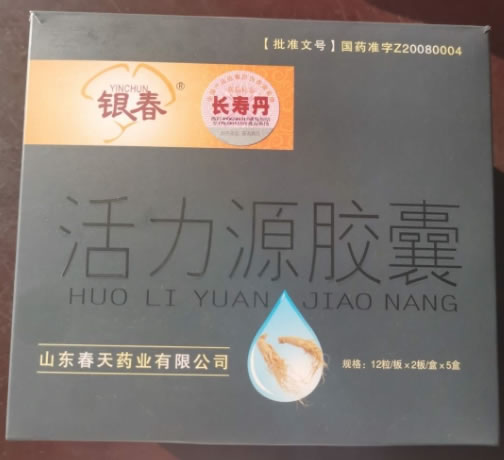 【批准文号】国药准字Z20080004
YINCHUN
银春®
长寿丹
活力源胶囊
HUO LI YUAN JIAO NANG
山东春天药业有限公司
规格：12粒/板×2板/盒×5盒